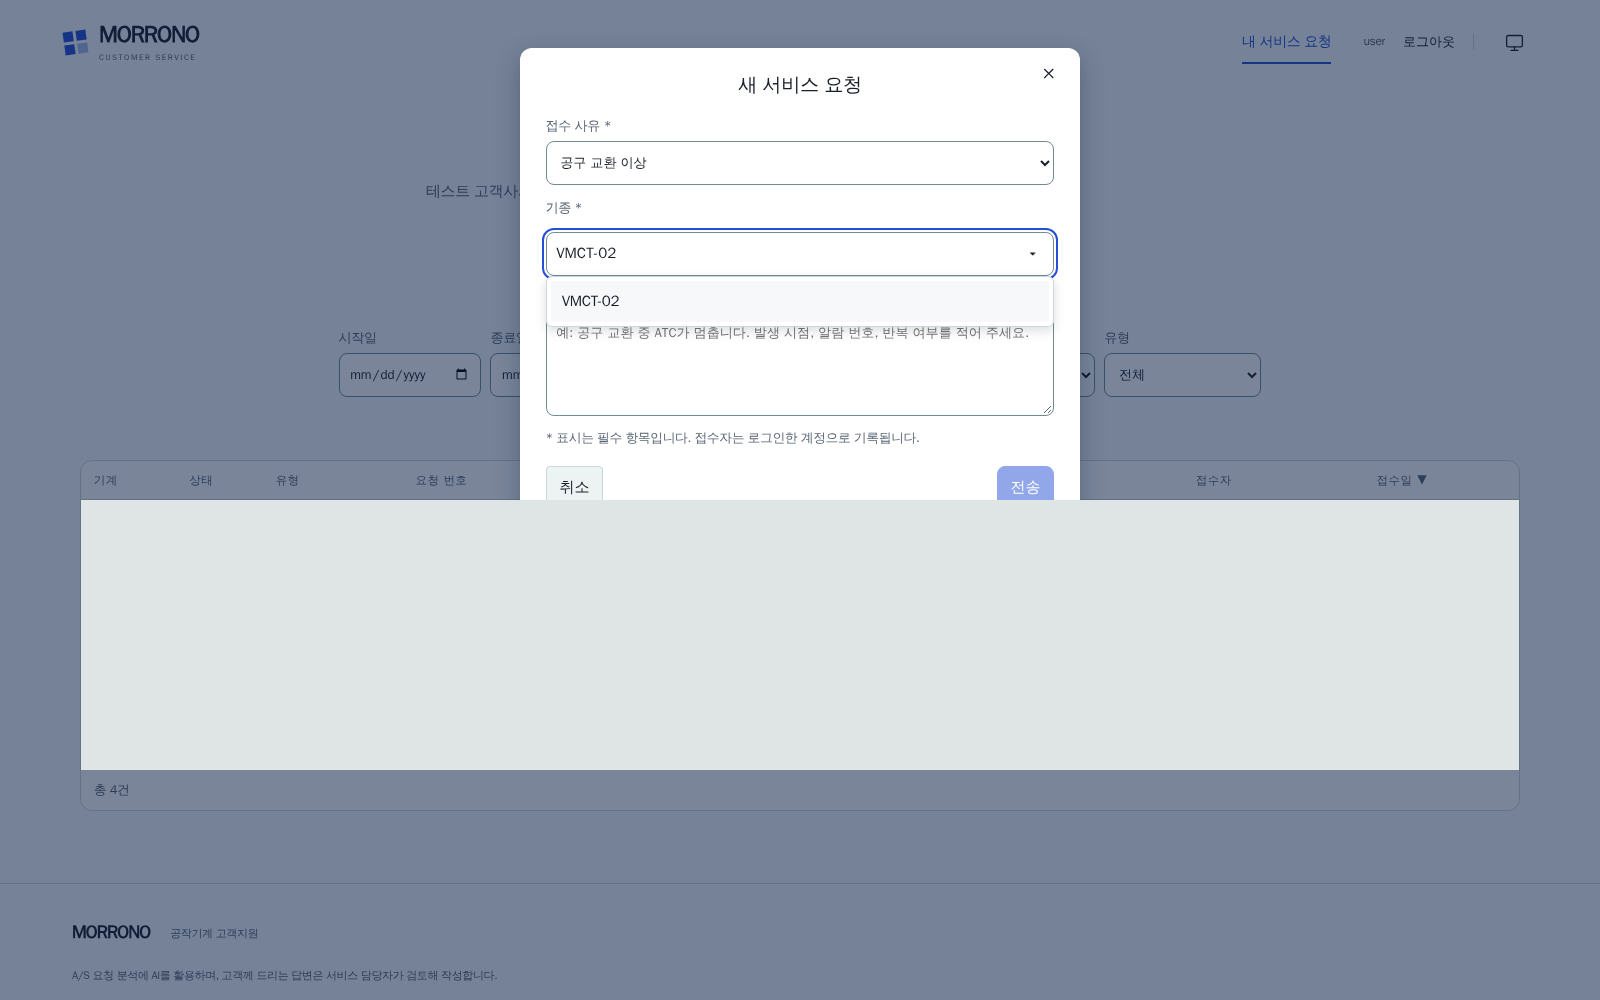 MORRONO
CUSTOMER SERVICE
내 서비스 요청
user
로그아웃
새 서비스 요청
접수 사유 *
공구 교환 이상
기종 *
VMCT-02
VMCT-02
예: 공구 교환 중 ATC가 멈춥니다. 발생 시점, 알람 번호, 반복 여부를 적어 주세요.
* 표시는 필수 항목입니다. 접수자는 로그인한 계정으로 기록됩니다.
취소
전송
테스트 고객사
시작일
종료
유형
mm/dd/yyyy
mm
전체
기계
상태
유형
요청 번호
접수자
접수일 ▼
총 4건
MORRONO
공작기계 고객지원
A/S 요청 분석에 AI를 활용하며, 고객께 드리는 답변은 서비스 담당자가 검토해 작성합니다.